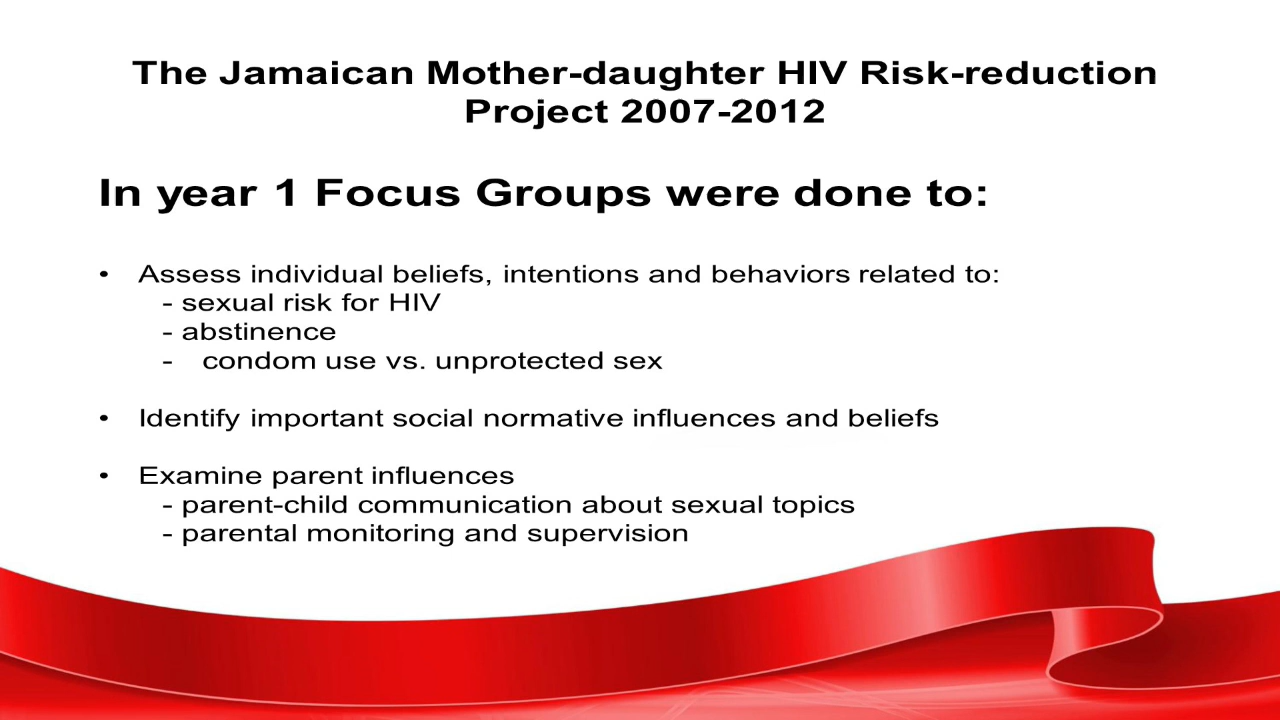 The Jamaican Mother-daughter HIV Risk-reduction
Project 2007-2012
In year 1 Focus Groups were done to:
• Assess individual beliefs, intentions and behaviors related to:
- sexual risk for HIV
- abstinence
- condom use vs. unprotected sex
• Identify important social normative influences and beliefs
• Examine parent influences
- parent-child communication about sexual topics
- parental monitoring and supervision